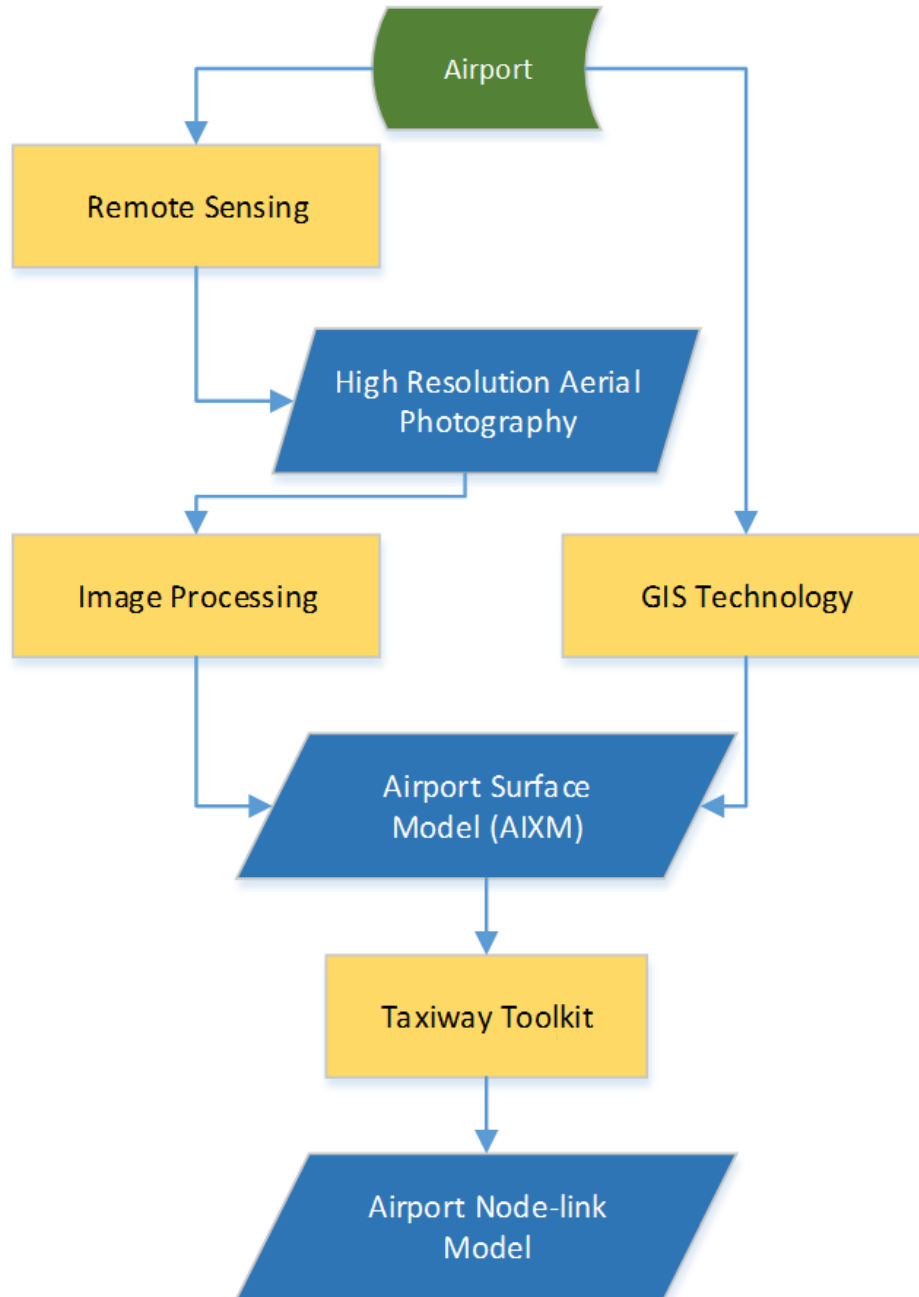 Airport
Remote Sensing
High Resolution Aerial
Photography
Image Processing
GIS Technology
Airport Surface
Model (AIXM)
Taxiway Toolkit
Airport Node-link
Model